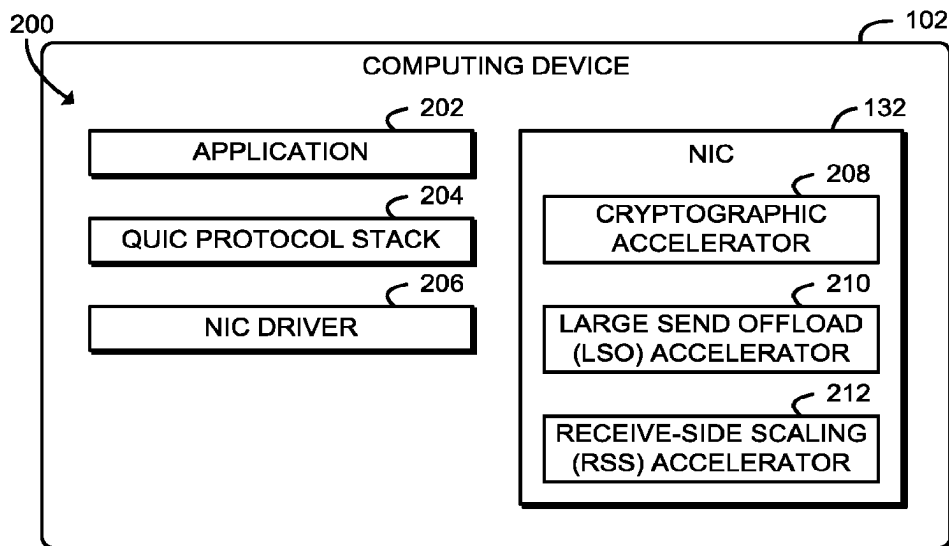 200
102
COMPUTING DEVICE
202
APPLICATION
204
QUIC PROTOCOL STACK
206
NIC DRIVER
132
NIC
208
CRYPTOGRAPHIC
ACCELERATOR
210
LARGE SEND OFFLOAD
(LSO) ACCELERATOR
212
RECEIVE-SIDE SCALING
(RSS) ACCELERATOR